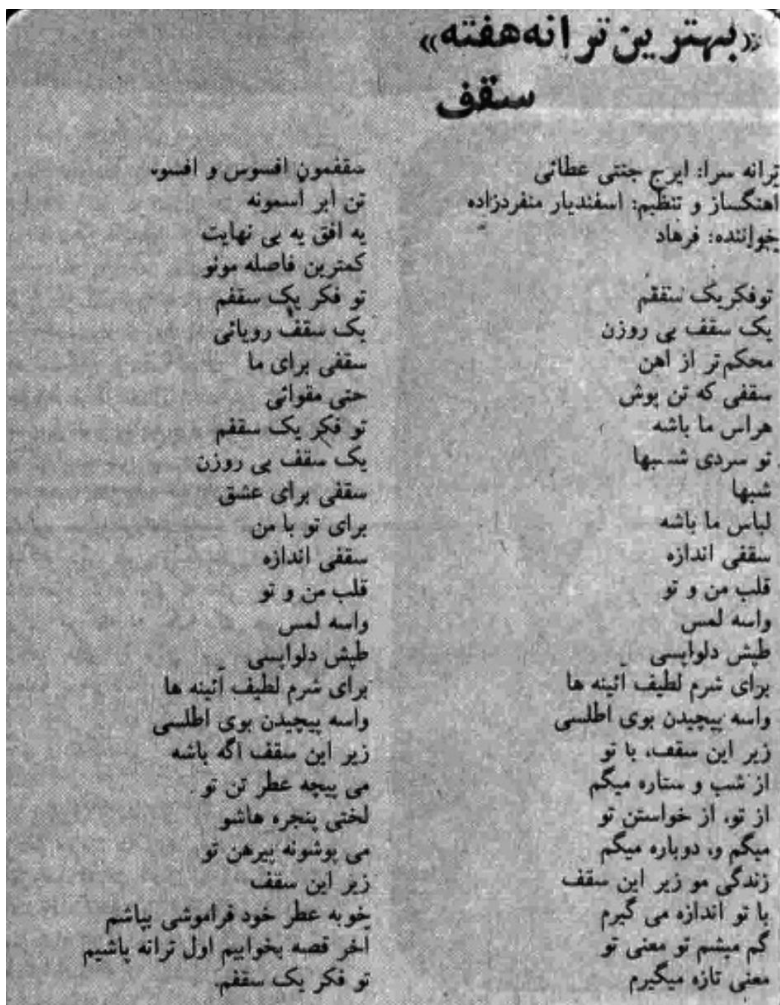 «بهترین ترانه هفته»
سقف
ترانه سرا: ایرج جنتی عطائی
اهنگساز و تنظیم: اسفندیار منفردزاده
خواننده: فرهاد
توفکریک سقفم
یک سقف بی روزن
محکم‌تر از اهن
سقفی که تن پوش
هراس ما باشه
تو سردی شبها
شبها
لباس ما باشه
سقفی اندازه
قلب من و تو
واسه لمس
طپش دلواپسی
برای شرم لطیف آئینه ها
واسه پیچیدن بوی اطلسی
زیر این سقف، با تو
از شب و ستاره میگم
از تو، از خواستن تو
میگم و، دوباره میگم
زندگی مو زیر این سقف
با تو اندازه می گیرم
گم میشم تو معنی تو
معنی تازه میگیرم
سقفمون افسوس و افسوس
تن ابر آسمونه
یه افق یه بی نهایت
کمترین فاصله مونو
تو فکر یک سقفم
یک سقف رویائی
سقفی برای ما
حتی مقوائی
تو فکر یک سقفم
یک سقف بی روزن
سقفی برای عشق
برای تو با من
سقفی اندازه
قلب من و تو
واسه لمس
طپش دلواپسی
برای شرم لطیف آئینه ها
واسه پیچیدن بوی اطلسی
زیر این سقف اگه باشه
می پیچه عطر تن تو
لختی پنجره هاشو
می پوشونه پیرهن تو
زیر این سقف
خوبه عطر خود فراموشی بپاشم
اخر قصه بخوابیم اول ترانه پاشیم
تو فکر یک سقفم.